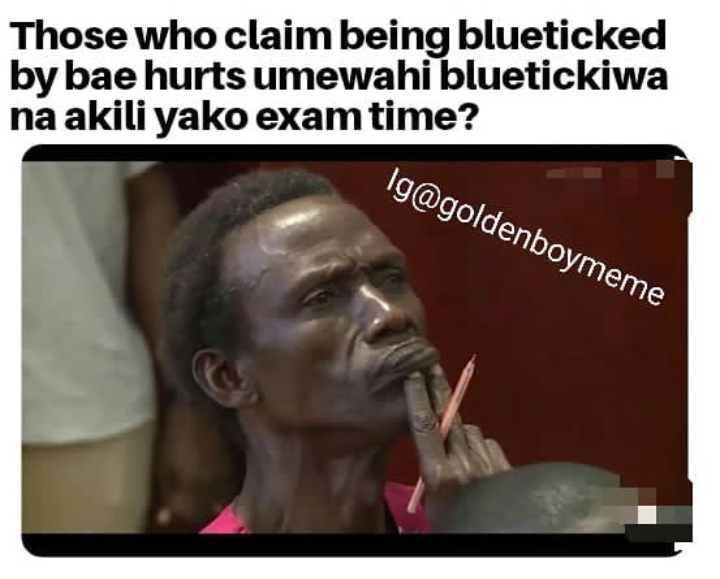 Those who claim being blueticked
by bae hurts umewahi bluetickiwa
na akili yako exam time?
Ig@goldenboymeme